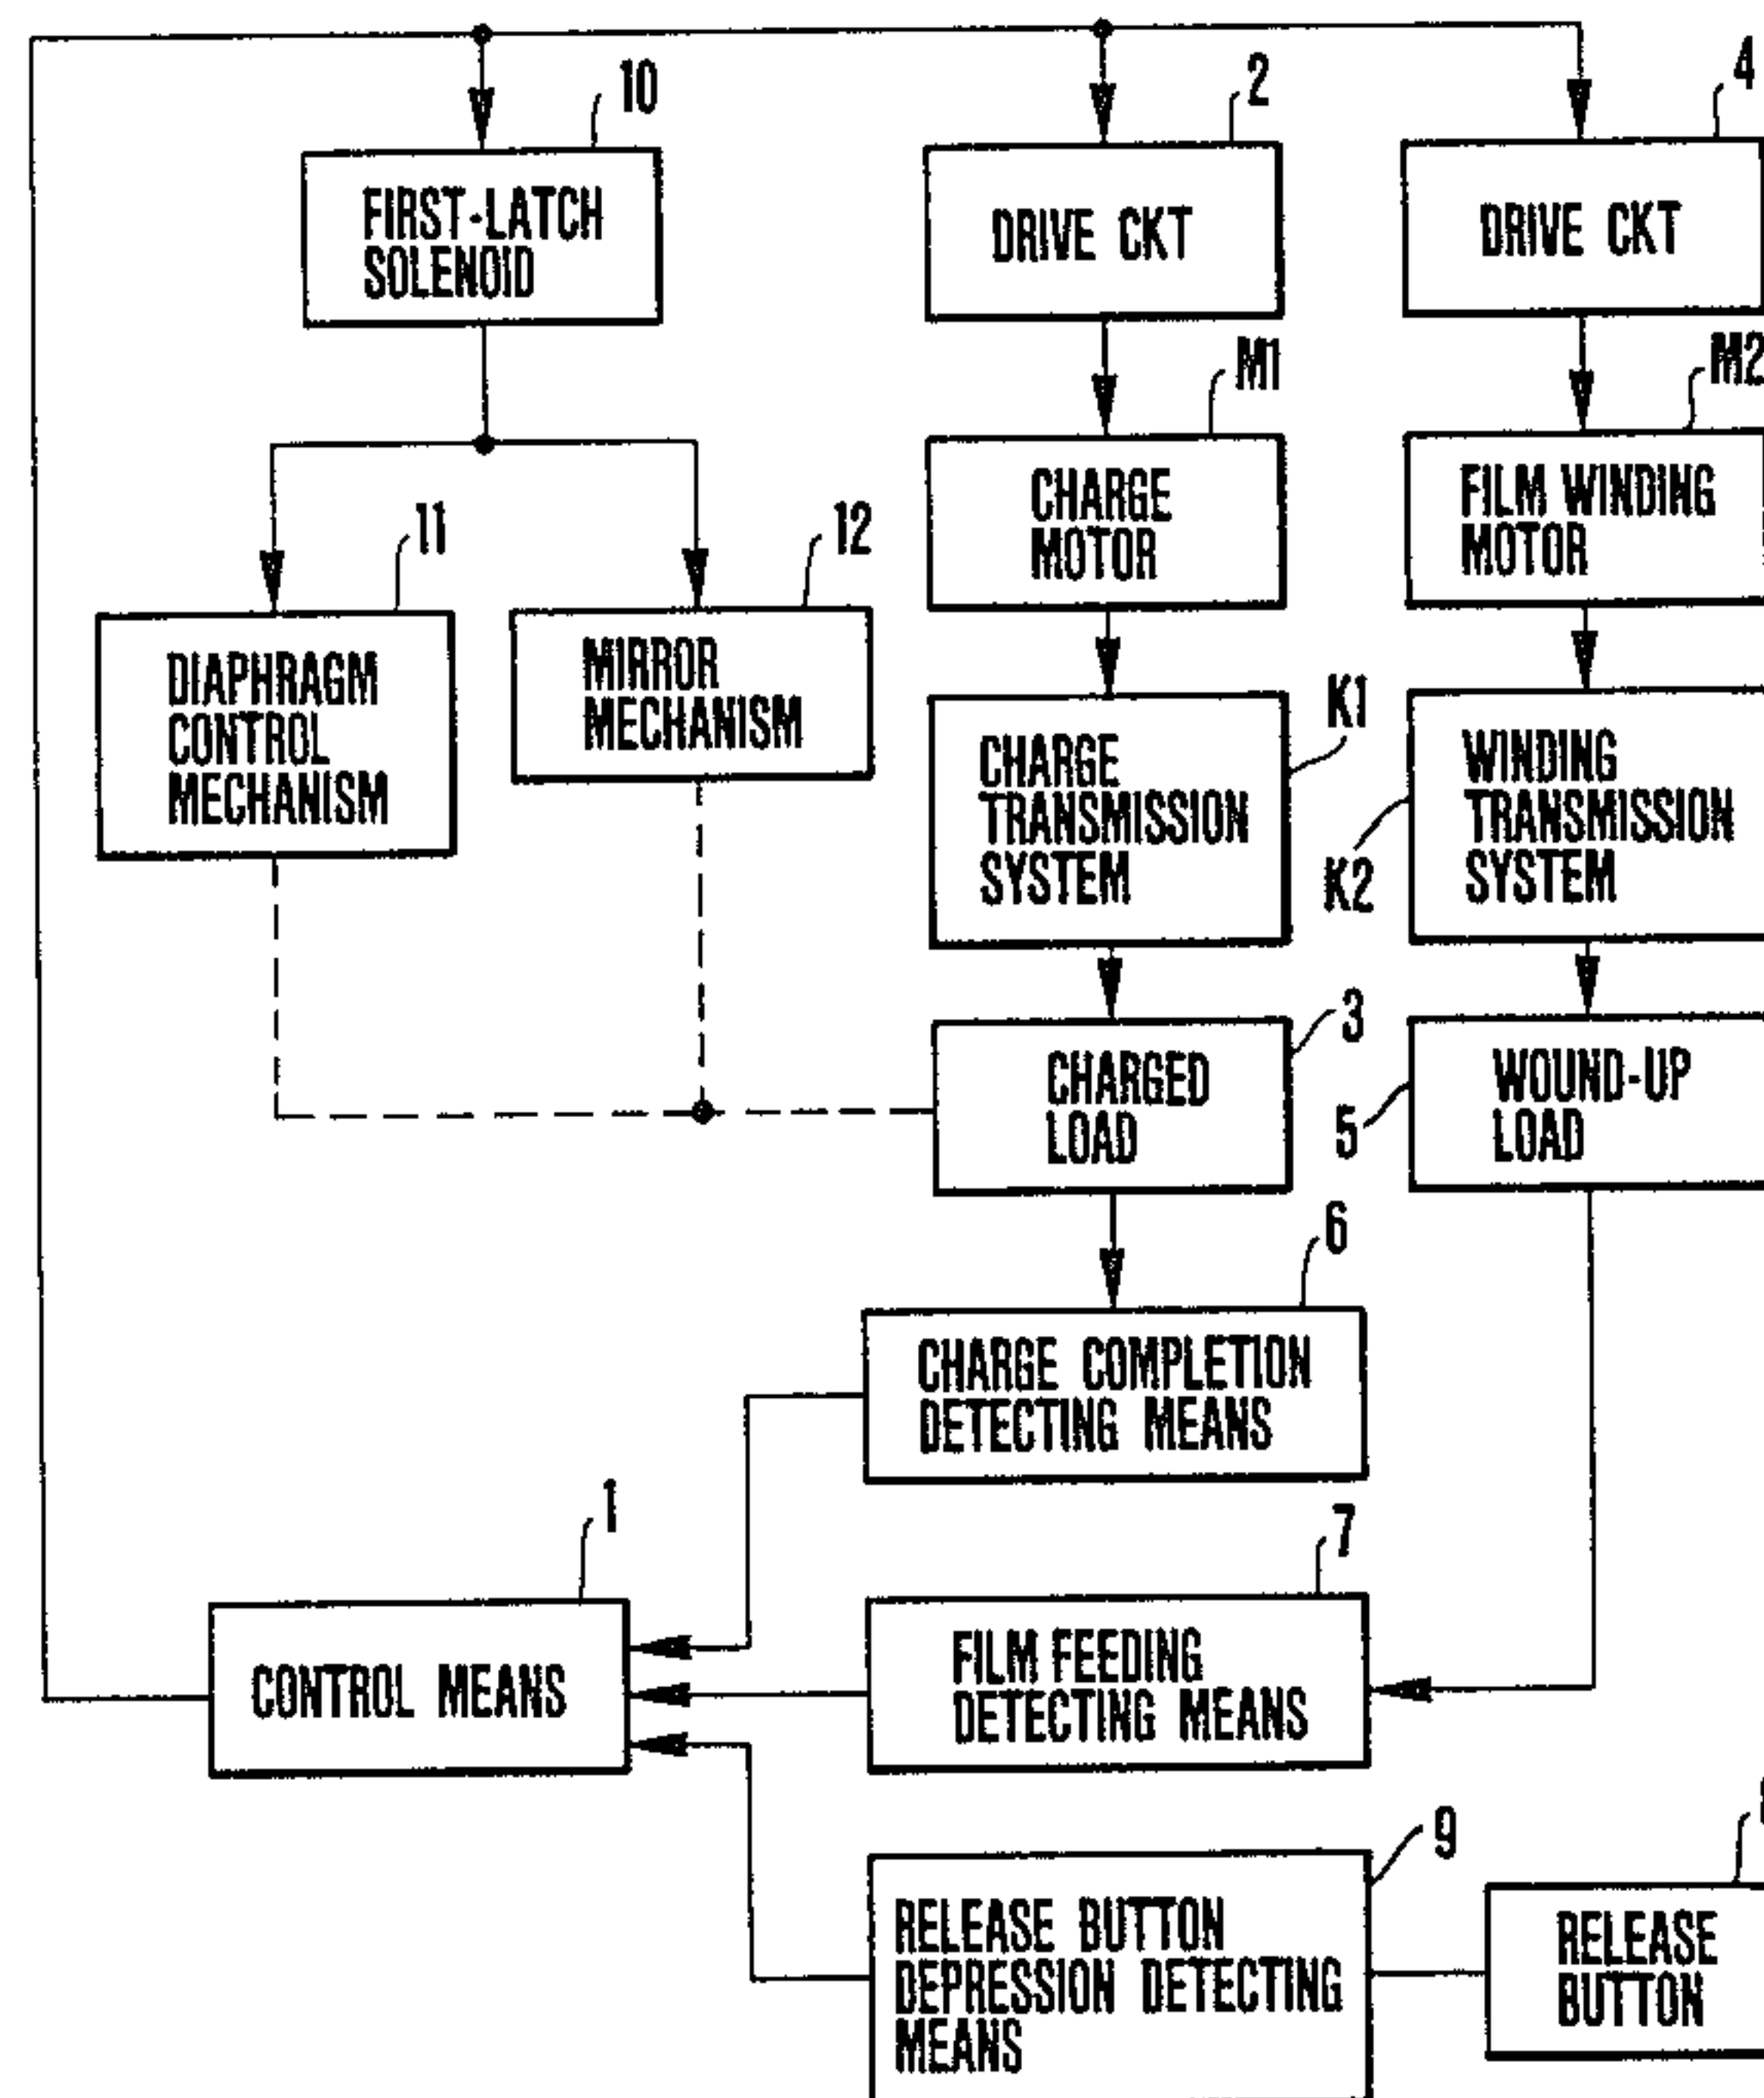 10
2
4
FIRST-LATCH
SOLENOID
DRIVE CKT
DRIVE CKT
M1
M2
11
12
CHARGE
MOTOR
FILM WINDING
MOTOR
DIAPHRAGM
CONTROL
MECHANISM
MIRROR
MECHANISM
K1
K2
CHARGE
TRANSMISSION
SYSTEM
WINDING
TRANSMISSION
SYSTEM
3
5
CHARGED
LOAD
WOUND-UP
LOAD
6
CHARGE COMPLETION
DETECTING MEANS
1
7
CONTROL MEANS
FILM FEEDING
DETECTING MEANS
9
RELEASE BUTTON
DEPRESSION DETECTING
MEANS
RELEASE
BUTTON